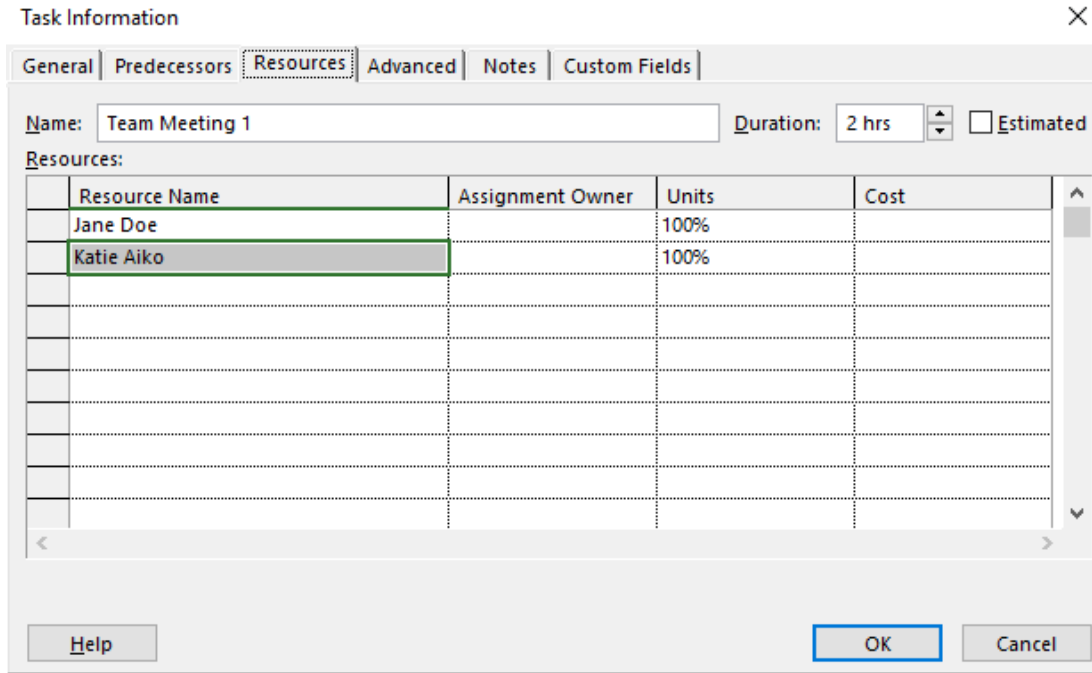 Task Information
General Predecessors Resources Advanced Notes Custom Fields
Name: Team Meeting 1 Duration: 2 hrs Estimated
Resources:
Resource Name Assignment Owner Units Cost
Jane Doe 100%
Katie Aiko 100%
Help OK Cancel